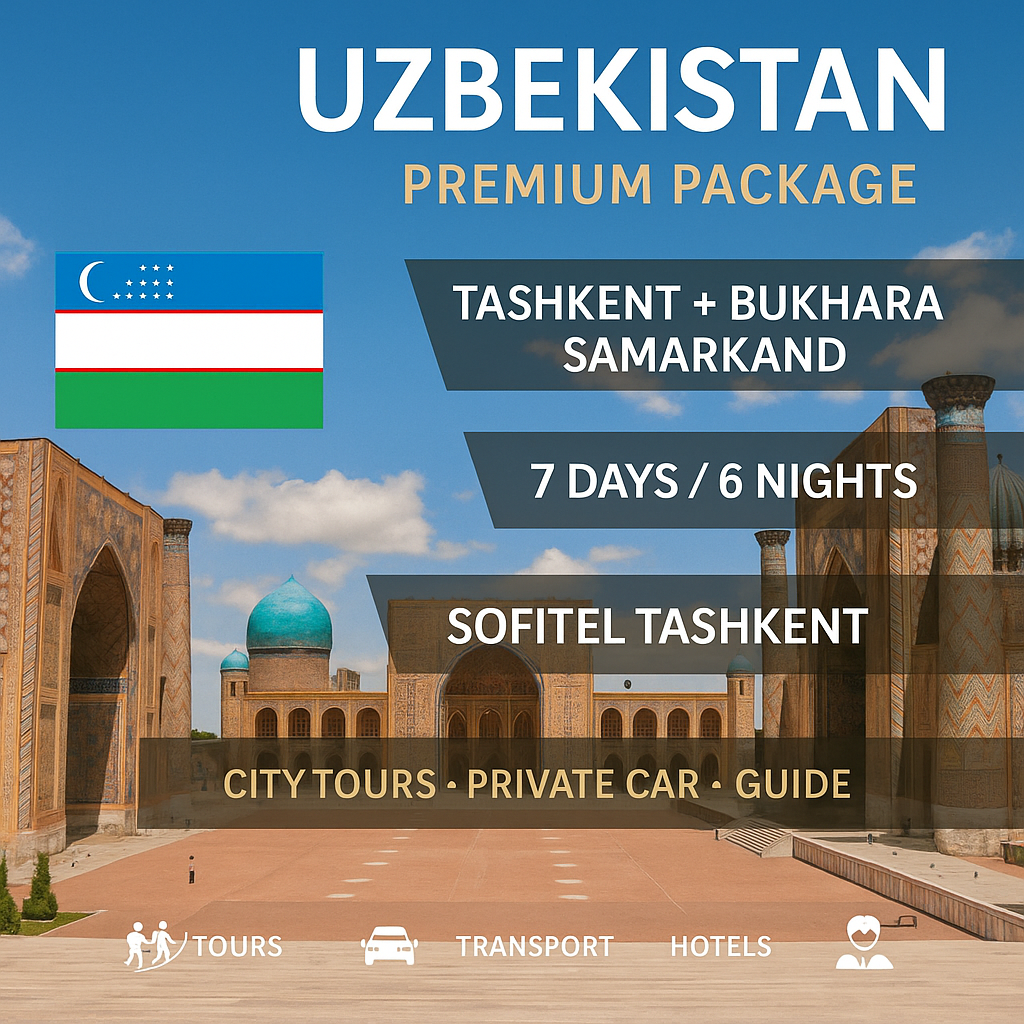 UZBEKISTAN
PREMIUM PACKAGE
TASHKENT + BUKHARA
SAMARKAND
7 DAYS / 6 NIGHTS
SOFITEL TASHKENT
CITY TOURS • PRIVATE CAR • GUIDE
TOURS TRANSPORT HOTELS